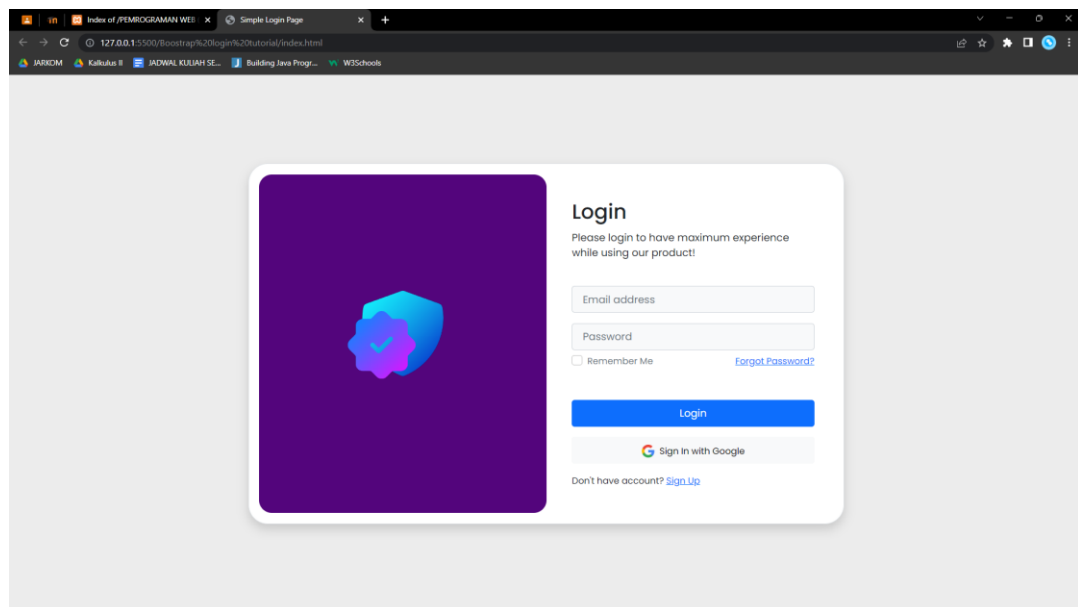 Index of /PEMROGRAMAN WEB
Simple Login Page
127.0.0.1:5500/Boostrap%20login%20tutorial/index.html
JARKOM
Kalkulus II
JADWAL KULIAH SE...
Building Java Progr...
W3Schools
Login
Please login to have maximum experience
while using our product!
Email address
Password
Remember Me Forgot Password?
Login
Sign In with Google
Don't have account? Sign Up